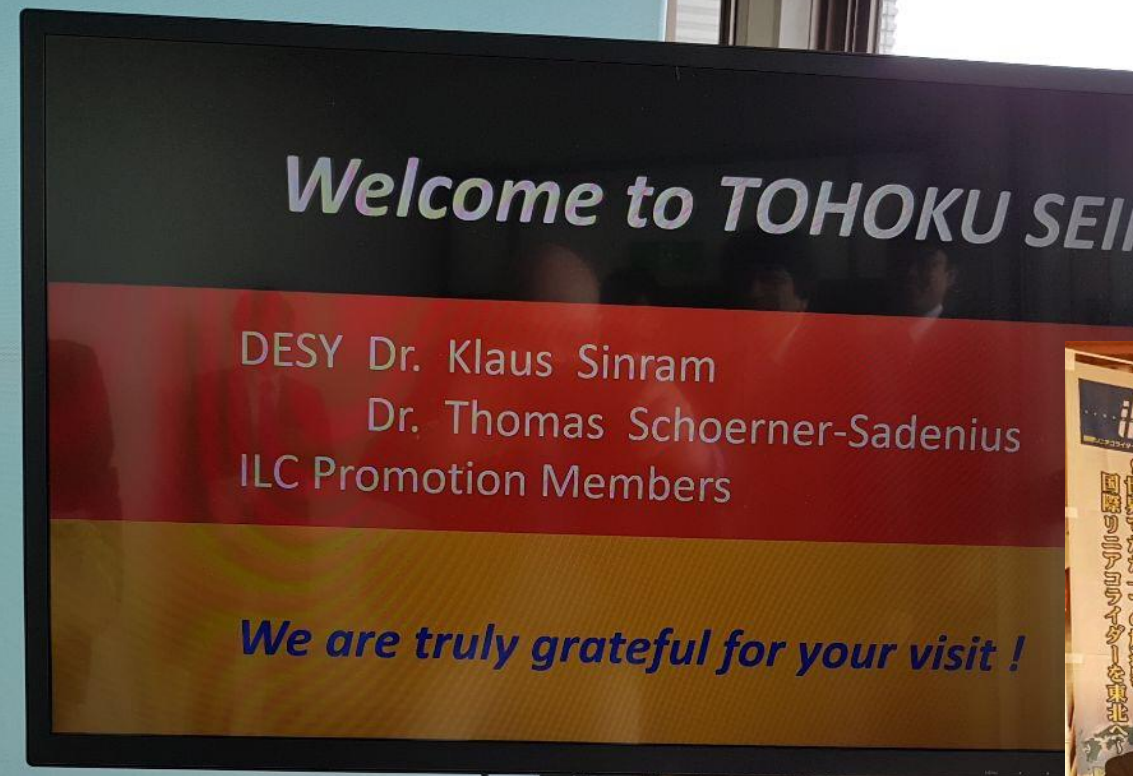 Welcome to TOHOKU
DESY Dr. Klaus Sinram
Dr. Thomas Schoerner-Sadenius
ILC Promotion Members
We are truly grateful for your visit !
国際リニアコライダーを東北へ